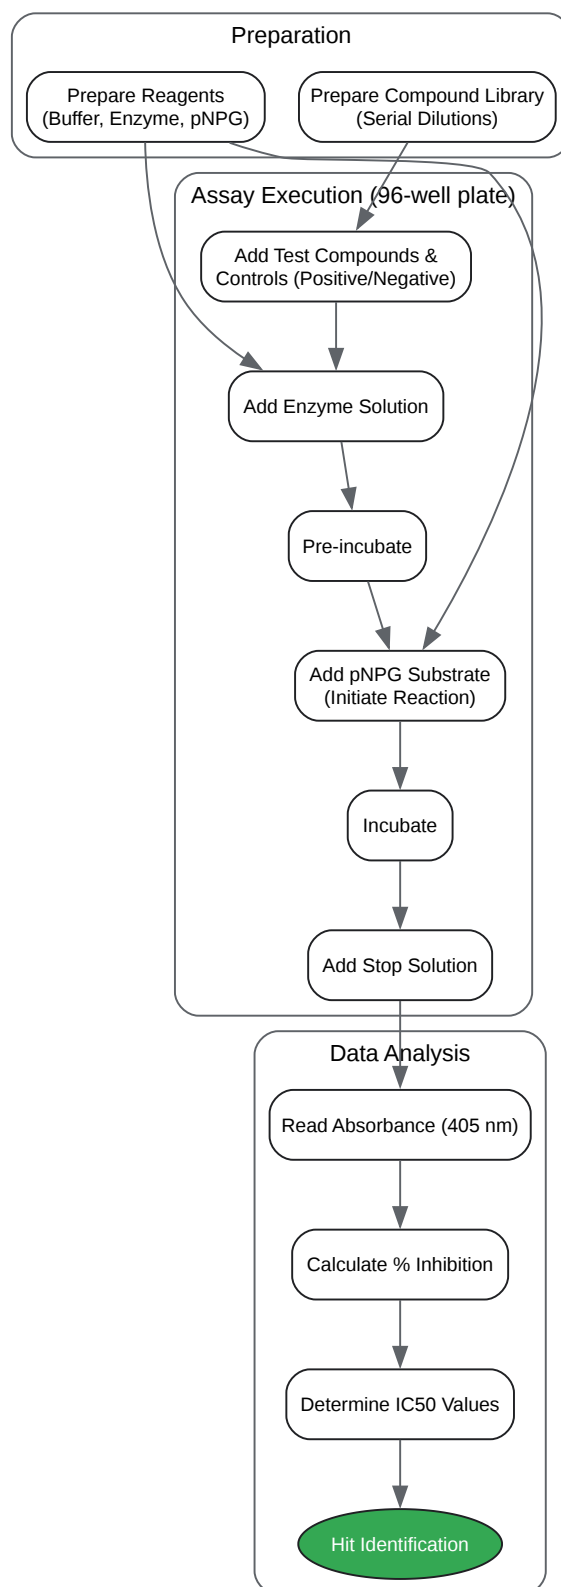 Preparation
Prepare Reagents
(Buffer, Enzyme, pNPG)
Prepare Compound Library
(Serial Dilutions)
Assay Execution (96-well plate)
Add Test Compounds &
Controls (Positive/Negative)
Add Enzyme Solution
Pre-incubate
Add pNPG Substrate
(Initiate Reaction)
Incubate
Add Stop Solution
Data Analysis
Read Absorbance (405 nm)
Calculate % Inhibition
Determine IC50 Values
Hit Identification